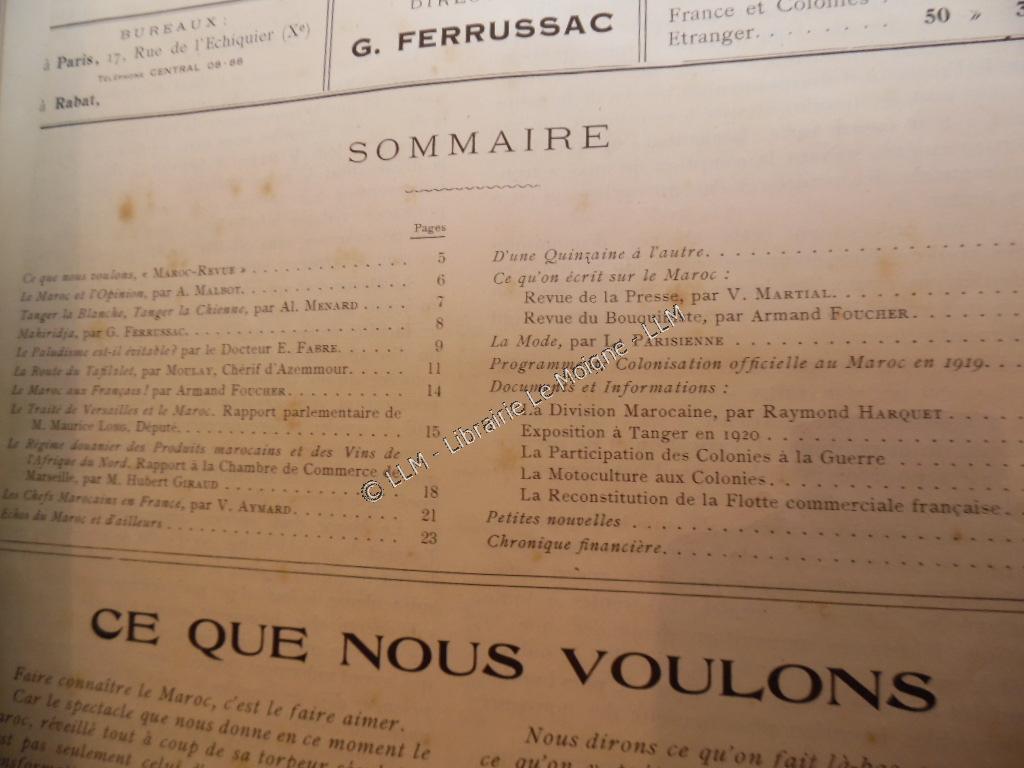 BUREAUX :
à Paris, 17, Rue de l'Echiquier (Xe)
TÉLÉPHONE CENTRAL 08-88
à Rabat,
G. FERRUSSAC
France et Colonies
50 »
Etranger. . . . . . .
SOMMAIRE
Pages
Ce que nous voulons, « MAROC-REVUE » . . . . . . . . . . 5
Le Maroc et l'Opinion, par A. MALBOT. . . . . . . . . . . 6
Tanger la Blanche, Tanger la Chienne, par Al. MENARD . . . . 7
Mahiridja, par G. FERRUSSAC. . . . . . . . . . . . . . . 8
Le Paludisme est-il évitable? par le Docteur E. FABRE. . . . . . 9
La Route du Tafilelet, par MOULAY, Chérif d'Azemmour. . . . . 11
Le Maroc aux Français! par Armand FOUCHER . . . . . . . . 14
Le Traité de Versailles et le Maroc. Rapport parlementaire de
M. Maurice LONG, Député. . . . . . . . . . . . . . . . . 15
Le Régime douanier des Produits marocains et des Vins de
l'Afrique du Nord. Rapport à la Chambre de Commerce de
Marseille, par M. Hubert GIRAUD . . . . . . . . . . . . . 18
Les Chefs Marocains en France, par V. AYMARD. . . . . . . . 21
Echos du Maroc et d'ailleurs . . . . . . . . . . . . . . . . 23
D'une Quinzaine à l'autre. . . . . . . . . . . . . . . .
Ce qu'on écrit sur le Maroc :
Revue de la Presse, par V. MARTIAL. . . . . . . . . .
Revue du Bouquiniste, par Armand FOUCHER. . . . . .
La Mode, par La PARISIENNE . . . . . . . . . . . . . .
Programme de Colonisation officielle au Maroc en 1919. . .
Documents et Informations :
La Division Marocaine, par Raymond HARQUET . . . .
Exposition à Tanger en 1920 . . . . . . . . . . . . .
La Participation des Colonies à la Guerre . . . . . .
La Motoculture aux Colonies. . . . . . . . . . . . .
La Reconstitution de la Flotte commerciale française. .
Petites nouvelles . . . . . . . . . . . . . . . . . . .
Chronique financière. . . . . . . . . . . . . . . . . .
© LLM - Librairie Le Moigne - LLM
CE QUE NOUS VOULONS
Faire connaître le Maroc, c'est le faire aimer.
Car le spectacle que nous donne en ce moment le
réveillé tout à coup de sa torpeur
pas seulement celui
Nous dirons ce qu'on fait
ce qu'on